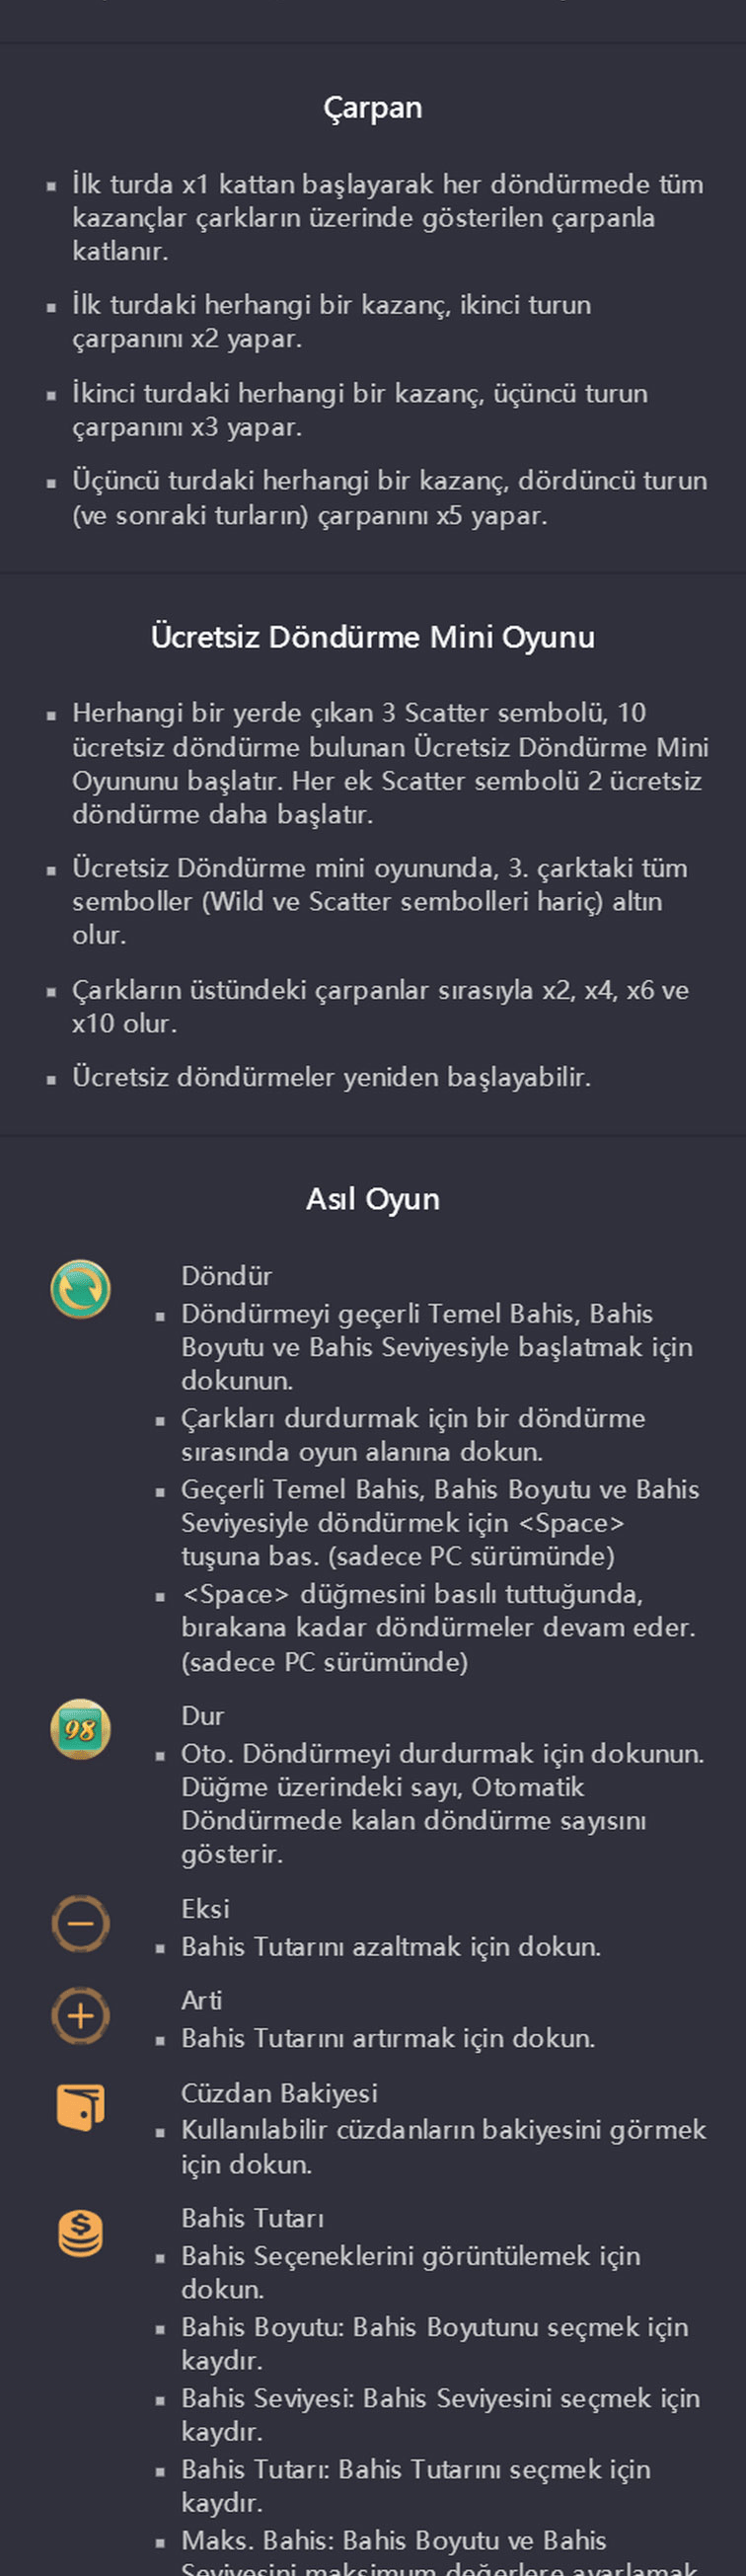 Çarpan
▪ İlk turda x1 kattan başlayarak her döndürmede tüm
kazançlar çarkların üzerinde gösterilen çarpanla
katlanır.
▪ İlk turdaki herhangi bir kazanç, ikinci turun
çarpanını x2 yapar.
▪ İkinci turdaki herhangi bir kazanç, üçüncü turun
çarpanını x3 yapar.
▪ Üçüncü turdaki herhangi bir kazanç, dördüncü turun
(ve sonraki turların) çarpanını x5 yapar.
Ücretsiz Döndürme Mini Oyunu
▪ Herhangi bir yerde çıkan 3 Scatter sembolü, 10
ücretsiz döndürme bulunan Ücretsiz Döndürme Mini
Oyununu başlatır. Her ek Scatter sembolü 2 ücretsiz
döndürme daha başlatır.
▪ Ücretsiz Döndürme mini oyununda, 3. çarktaki tüm
semboller (Wild ve Scatter sembolleri hariç) altın
olur.
▪ Çarkların üstündeki çarpanlar sırasıyla x2, x4, x6 ve
x10 olur.
▪ Ücretsiz döndürmeler yeniden başlayabilir.
Asıl Oyun
Döndür
▪ Döndürmeyi geçerli Temel Bahis, Bahis
Boyutu ve Bahis Seviyesiyle başlatmak için
dokunun.
▪ Çarkları durdurmak için bir döndürme
sırasında oyun alanına dokun.
▪ Geçerli Temel Bahis, Bahis Boyutu ve Bahis
Seviyesiyle döndürmek için <Space>
tuşuna bas. (sadece PC sürümünde)
▪ <Space> düğmesini basılı tuttuğunda,
bırakana kadar döndürmeler devam eder.
(sadece PC sürümünde)
98
Dur
▪ Oto. Döndürmeyi durdurmak için dokunun.
Düğme üzerindeki sayı, Otomatik
Döndürmede kalan döndürme sayısını
gösterir.
Eksi
▪ Bahis Tutarını azaltmak için dokun.
Arti
▪ Bahis Tutarını artırmak için dokun.
Cüzdan Bakiyesi
▪ Kullanılabilir cüzdanların bakiyesini görmek
için dokun.
Bahis Tutarı
▪ Bahis Seçeneklerini görüntülemek için
dokun.
▪ Bahis Boyutu: Bahis Boyutunu seçmek için
kaydır.
▪ Bahis Seviyesi: Bahis Seviyesini seçmek için
kaydır.
▪ Bahis Tutarı: Bahis Tutarını seçmek için
kaydır.
▪ Maks. Bahis: Bahis Boyutu ve Bahis
Seviyesini maksimum değerlere ayarlamak